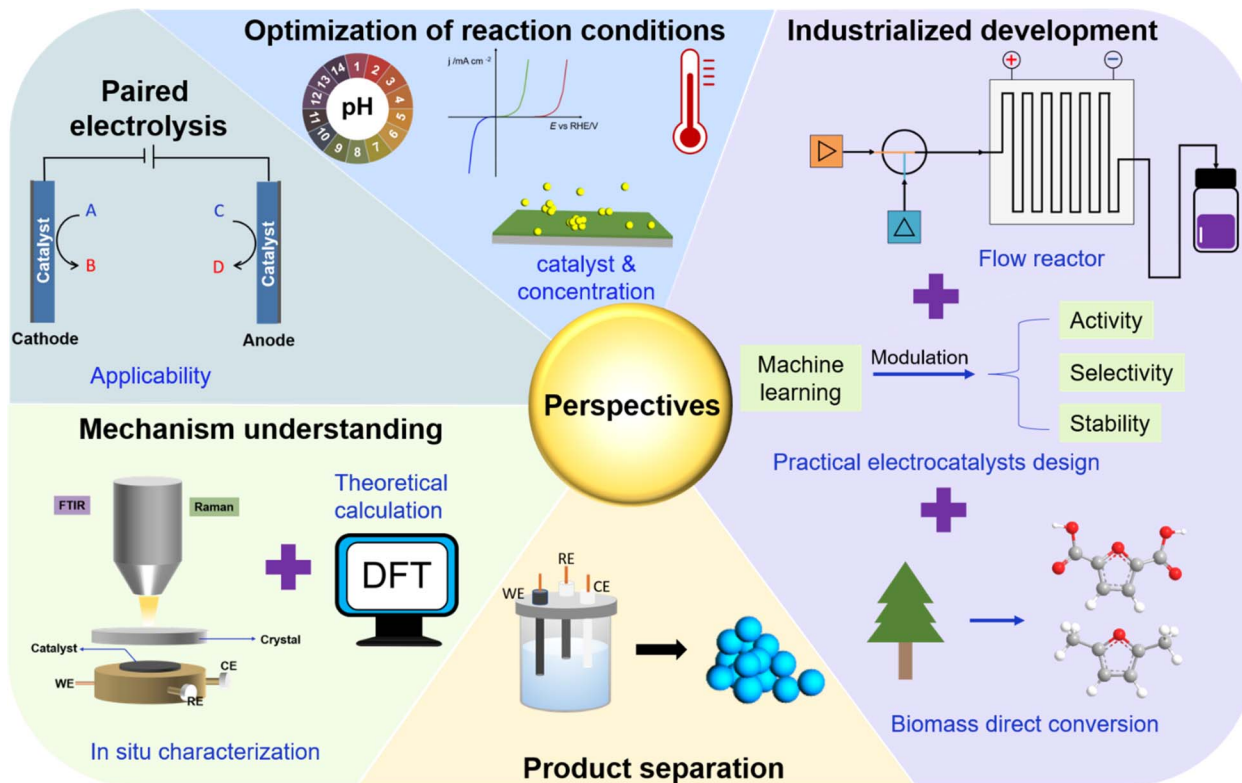 Optimization of reaction conditions
14
1
2
3
4
5
6
7
8
9
10
11
12
13
pH
j /mA cm -2
E vs RHE/V
catalyst &
concentration
Industrialized development
+
−
Flow reactor
Machine
learning
Modulation
Activity
Selectivity
Stability
Practical electrocatalysts design
Biomass direct conversion
Paired
electrolysis
Catalyst
A
B
C
D
Catalyst
Cathode
Anode
Applicability
Perspectives
Mechanism understanding
FTIR
Raman
Theoretical
calculation
DFT
Crystal
Catalyst
CE
WE
RE
In situ characterization
RE
WE
CE
Product separation